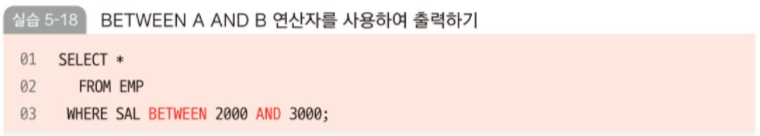 실습 5-18 BETWEEN A AND B 연산자를 사용하여 출력하기
01 SELECT *
02 FROM EMP
03 WHERE SAL BETWEEN 2000 AND 3000;